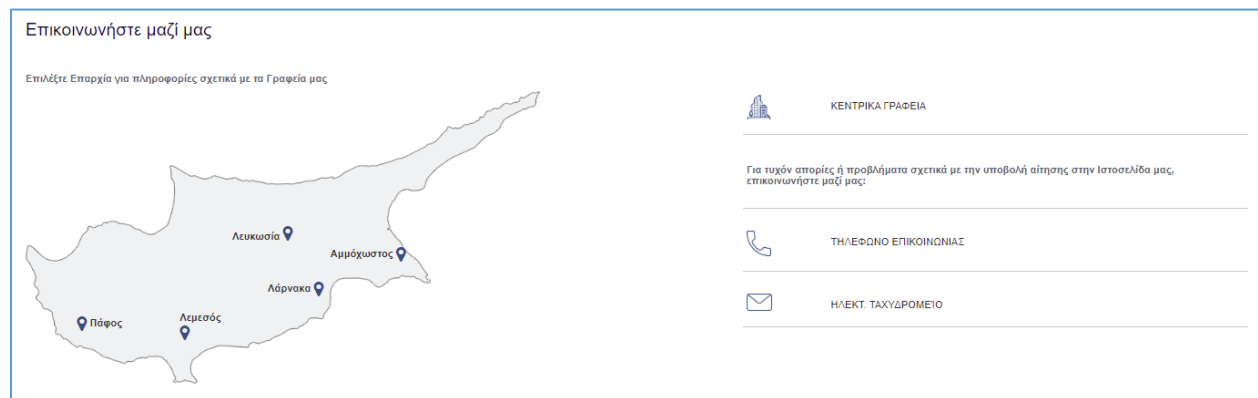 Επικοινωνήστε μαζί μας
Επιλέξτε Επαρχία για πληροφορίες σχετικά με τα Γραφεία μας
ΚΕΝΤΡΙΚΑ ΓΡΑΦΕΙΑ
Για τυχόν απορίες ή προβλήματα σχετικά με την υποβολή αίτησης στην Ιστοσελίδα μας,
επικοινωνήστε μαζί μας:
Λευκωσία
Αμμόχωστος
Λάρνακα
Πάφος
Λεμεσός
ΤΗΛΕΦΩΝΟ ΕΠΙΚΟΙΝΩΝΙΑΣ
ΗΛΕΚΤ. ΤΑΧΥΔΡΟΜΕΊΟ